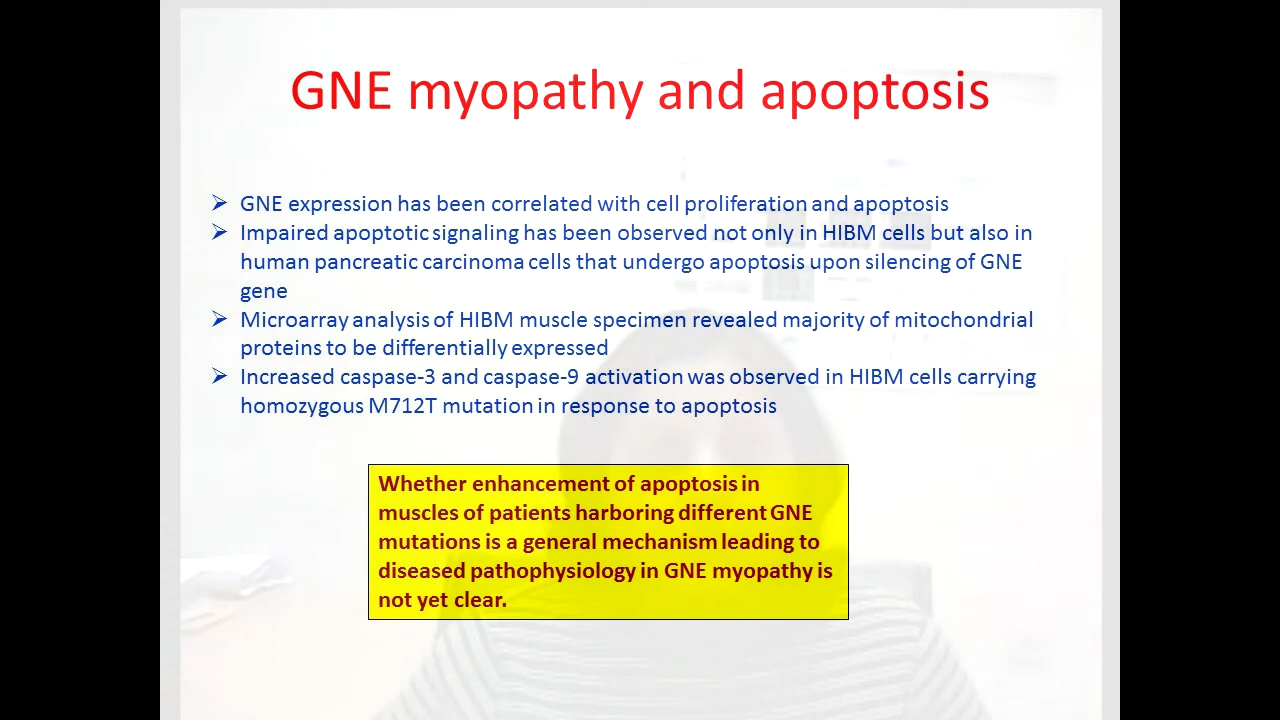 GNE myopathy and apoptosis
➢ GNE expression has been correlated with cell proliferation and apoptosis
➢ Impaired apoptotic signaling has been observed not only in HIBM cells but also in
human pancreatic carcinoma cells that undergo apoptosis upon silencing of GNE
gene
➢ Microarray analysis of HIBM muscle specimen revealed majority of mitochondrial
proteins to be differentially expressed
➢ Increased caspase-3 and caspase-9 activation was observed in HIBM cells carrying
homozygous M712T mutation in response to apoptosis
Whether enhancement of apoptosis in
muscles of patients harboring different GNE
mutations is a general mechanism leading to
diseased pathophysiology in GNE myopathy is
not yet clear.